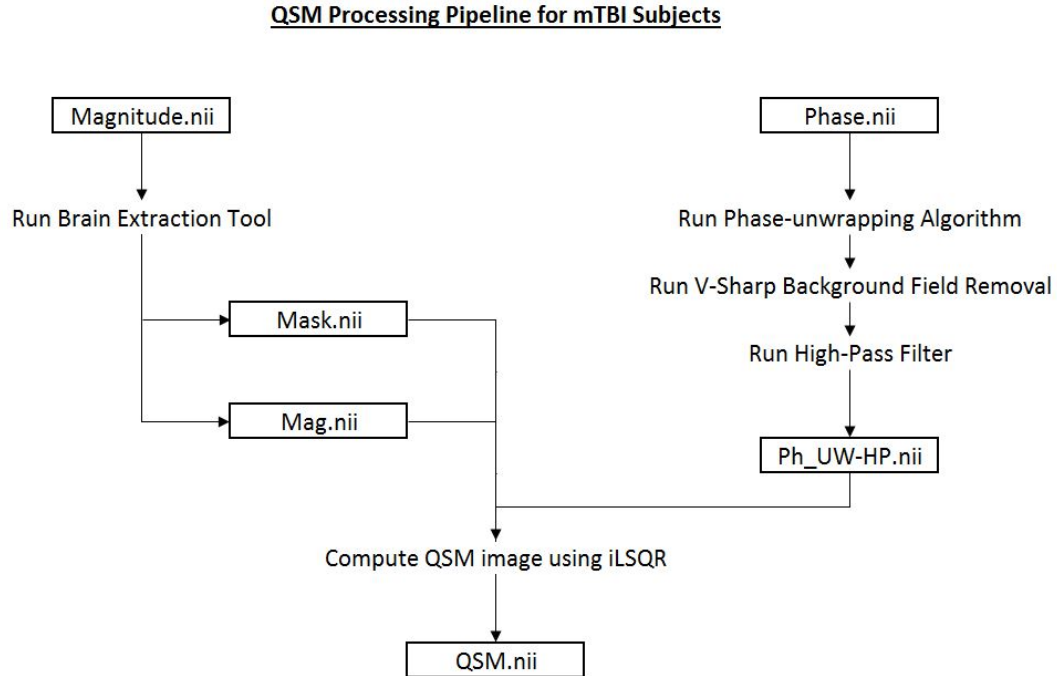 QSM Processing Pipeline for mTBI Subjects
Magnitude.nii
Phase.nii
Run Brain Extraction Tool
Run Phase-unwrapping Algorithm
Run V-Sharp Background Field Removal
Mask.nii
Run High-Pass Filter
Mag.nii
Ph_UW-HP.nii
Compute QSM image using iLSQR
QSM.nii